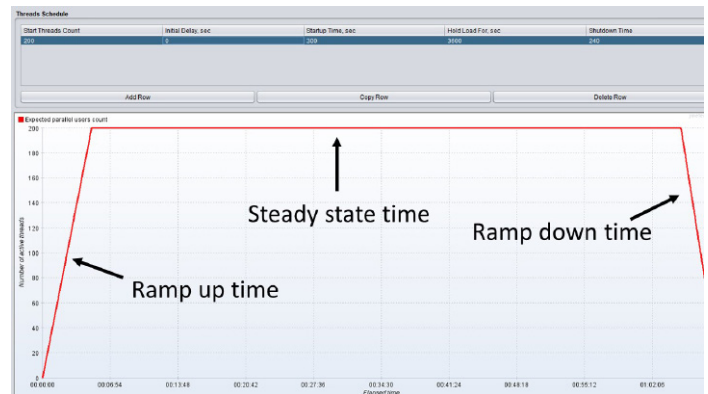 Threads Schedule
Start Threads Count Initial Delay, sec Startup Time, sec Hold Load For, sec Shutdown Time
200 0 300 3600 240
Add Row Copy Row Delete Row
Expected parallel users count
200
180
160
140
120
100
80
60
40
20
0
Number of active threads
Steady state time
Ramp down time
Ramp up time
00:00:00 00:06:54 00:13:48 00:20:42 00:27:36 00:34:30 00:41:24 00:48:18 00:55:12 01:02:06
Elapsed time